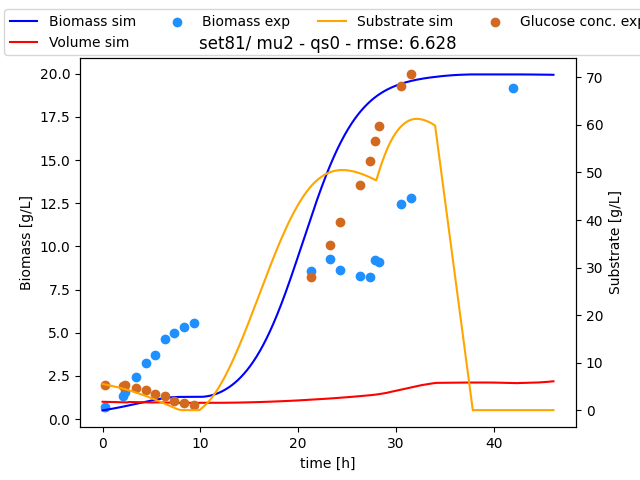 Biomass sim Biomass exp Substrate sim Glucose conc. exp
Volume sim
set81/ mu2 - qs0 - rmse: 6.628
20.0
17.5
15.0
12.5
10.0
7.5
5.0
2.5
0.0
Biomass [g/L]
70
60
50
40
30
20
10
0
Substrate [g/L]
0 10 20 30 40
time [h]